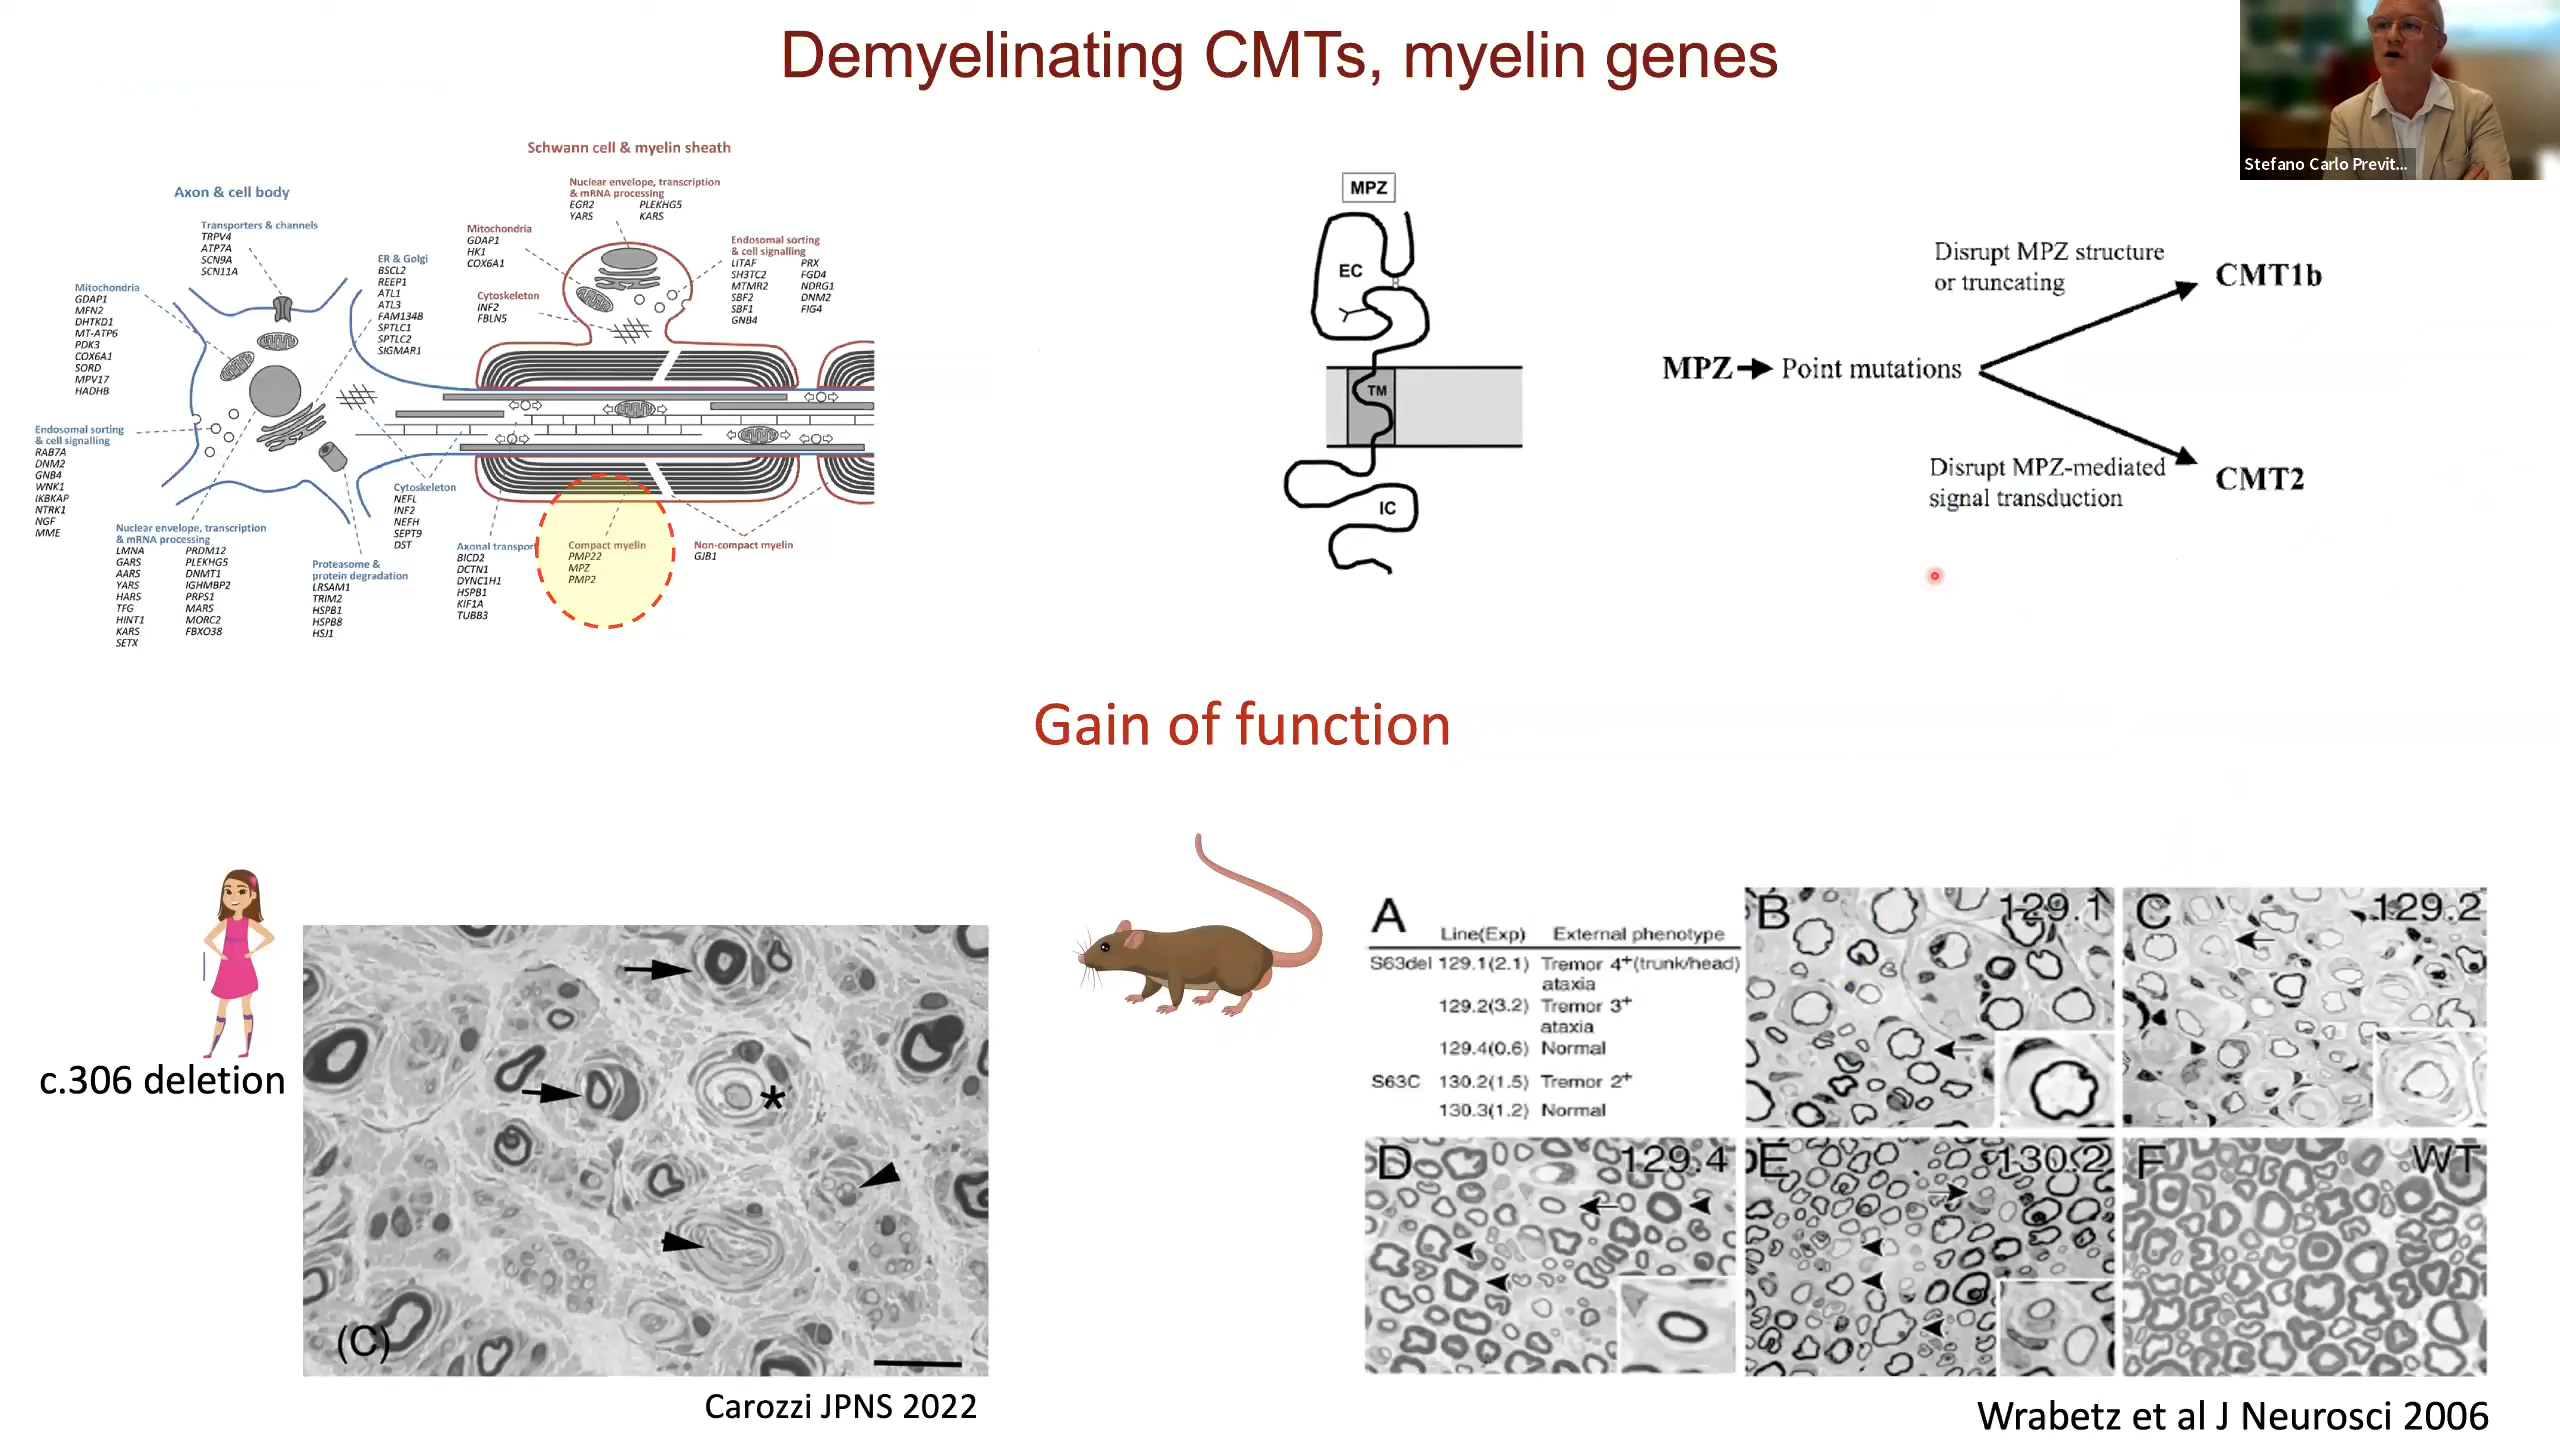 Demyelinating CMTs, myelin genes
Stefano Carlo Previt...
Schwann cell & myelin sheath
Axon & cell body
Nuclear envelope, transcription
& mRNA processing
EGR2 PLEKHG5
YARS KARS
Transporters & channels
TRPV4
ATP7A
SCN9A
SCN11A
Mitochondria
GDAP1
HK1
COX6A1
Endosomal sorting
& cell signalling
LITAF PRX
SH3TC2 FGD4
MTMR2 NDRG1
SBF2 DNM2
SBF1 FIG4
GNB4
ER & Golgi
BSCL2
REEP1
ATL1
ATL3
FAM134B
SPTLC1
SPTLC2
SIGMAR1
Mitochondria
GDAP1
MFN2
DHTKD1
MT-ATP6
PDK3
COX6A1
SORD
MPV17
HADHB
Cytoskeleton
INF2
FBLN5
Endosomal sorting
& cell signalling
RAB7A
DNM2
GNB4
WNK1
IKBKAP
NTRK1
NGF
MME
Cytoskeleton
NEFL
INF2
NEFH
SEPT9
DST
Nuclear envelope, transcription
& mRNA processing
LMNA PRDM12
GARS PLEKHG5
AARS DNMT1
YARS IGHMBP2
HARS PRPS1
TFG MARS
HINT1 MORC2
KARS FBXO38
SETX
Proteasome &
protein degradation
LRSAM1
TRIM2
HSPB1
HSPB8
HSJ1
Axonal transport
BICD2
DCTN1
DYNC1H1
HSPB1
KIF1A
TUBB3
Compact myelin
PMP22
MPZ
PMP2
Non-compact myelin
GJB1
MPZ
EC
TM
IC
Disrupt MPZ structure
or truncating
CMT1b
MPZ Point mutations
Disrupt MPZ-mediated
signal transduction
CMT2
Gain of function
c.306 deletion
*
(C)
Carozzi JPNS 2022
A
Line(Exp) External phenotype
S63del 129.1(2.1) Tremor 4+(trunk/head)
ataxia
129.2(3.2) Tremor 3+
ataxia
129.4(0.6) Normal
S63C 130.2(1.5) Tremor 2+
130.3(1.2) Normal
B 129.1
C 129.2
D 129.4
E 130.2
F WT
Wrabetz et al J Neurosci 2006